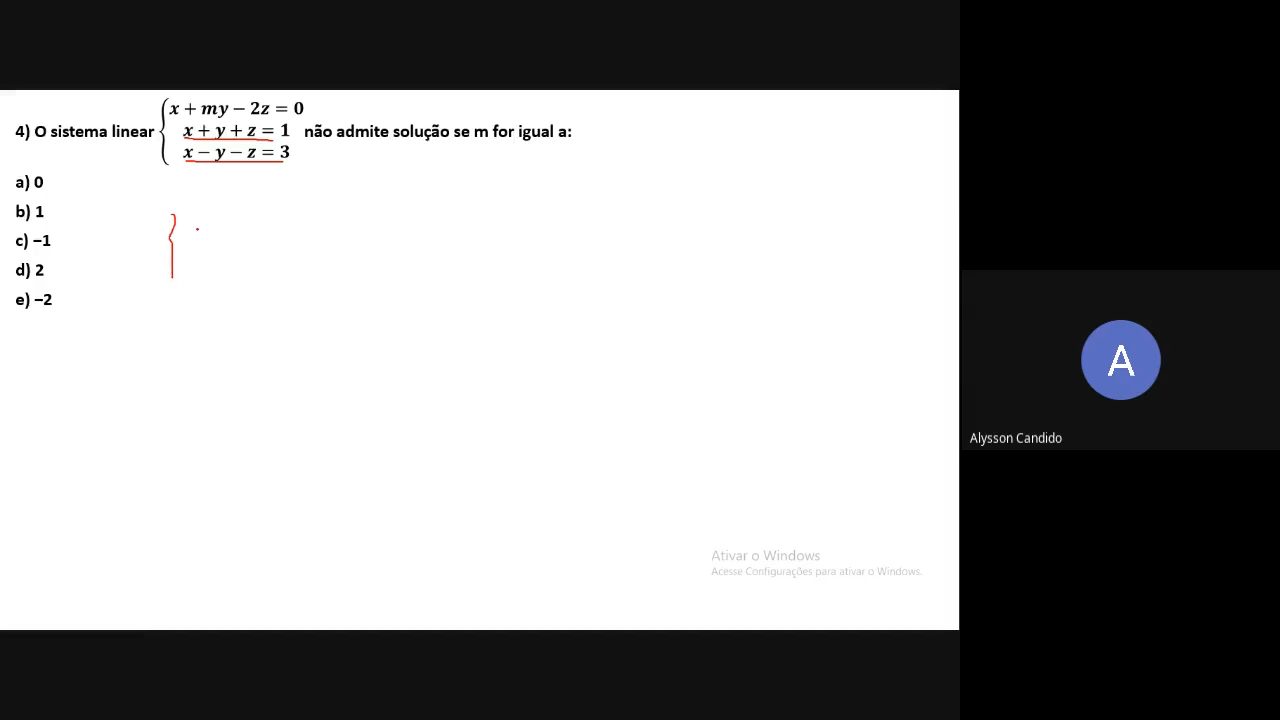 x + my − 2z = 0
4) O sistema linear { x + y + z = 1 não admite solução se m for igual a:
x − y − z = 3
a) 0
b) 1
c) −1
d) 2
e) −2
A
Alysson Candido
Ativar o Windows
Acesse Configurações para ativar o Windows.